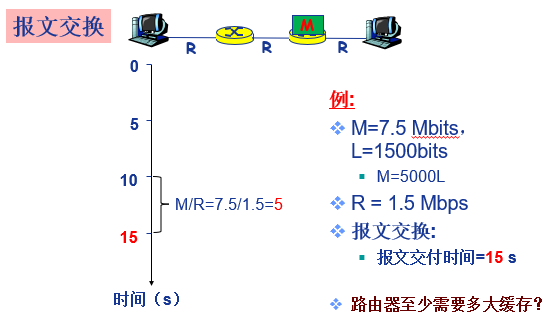 报文交换
M
R R R
0
5
10
15
M/R=7.5/1.5=5
时间（s）
例:
M=7.5 Mbits，
L=1500bits
M=5000L
R = 1.5 Mbps
报文交换:
报文交付时间=15 s
路由器至少需要多大缓存？